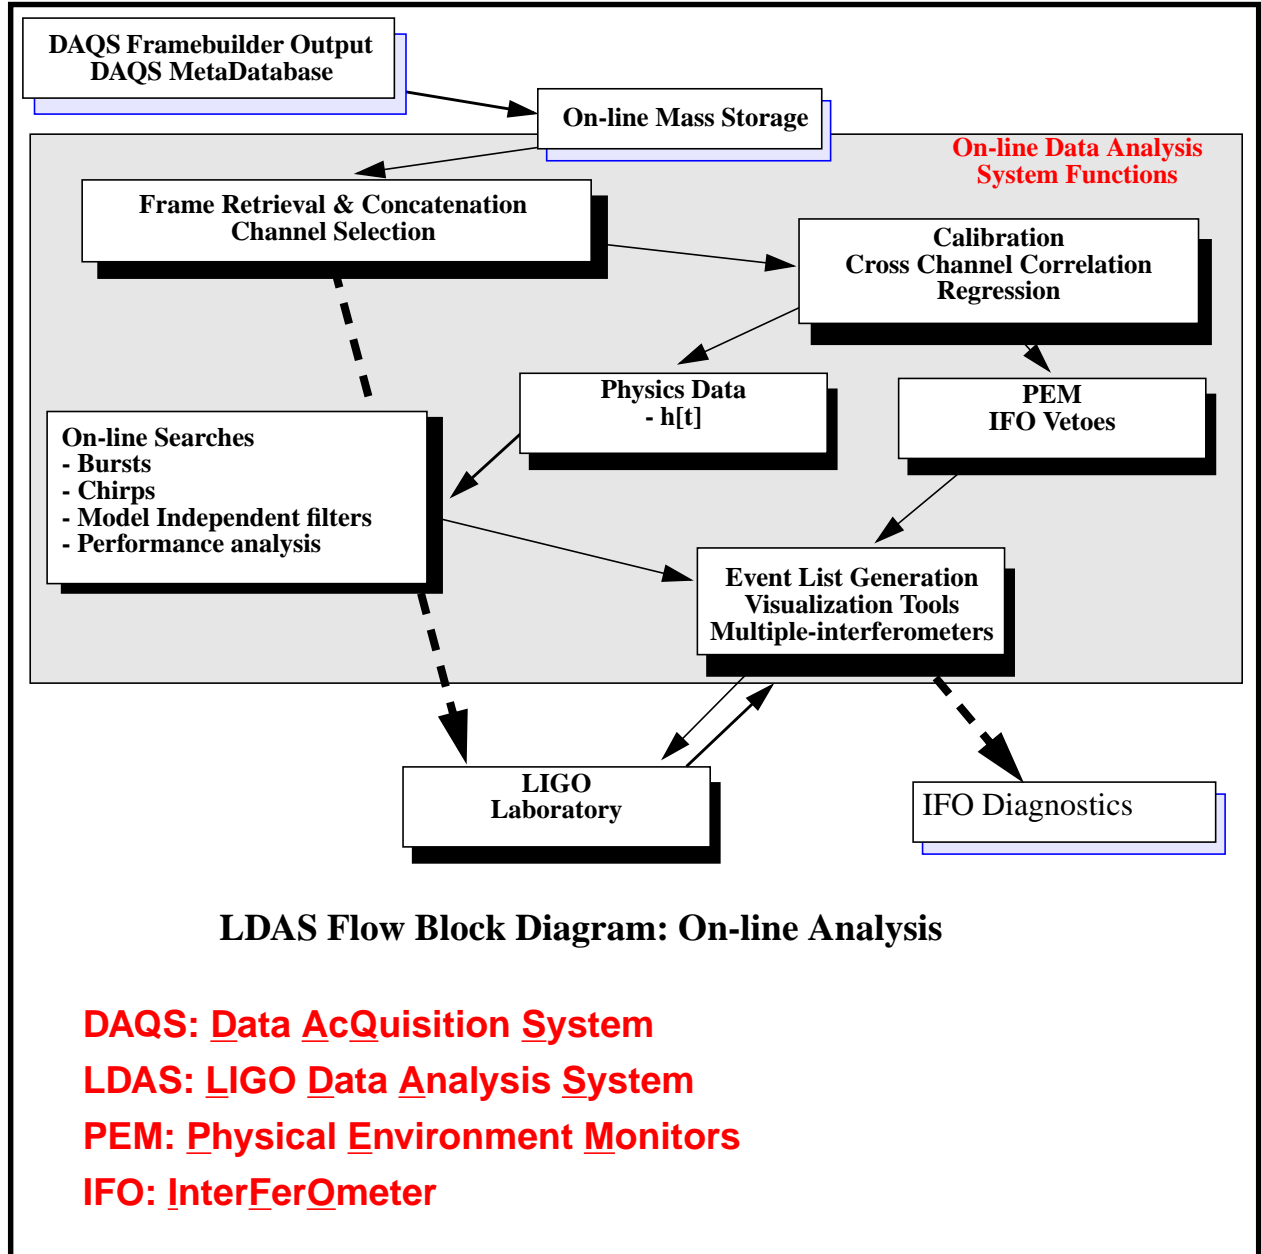 DAQS Framebuilder Output
DAQS MetaDatabase
On-line Mass Storage
On-line Data Analysis
System Functions
Frame Retrieval & Concatenation
Channel Selection
Calibration
Cross Channel Correlation
Regression
Physics Data
- h[t]
PEM
IFO Vetoes
On-line Searches
- Bursts
- Chirps
- Model Independent filters
- Performance analysis
Event List Generation
Visualization Tools
Multiple-interferometers
LIGO
Laboratory
IFO Diagnostics
LDAS Flow Block Diagram: On-line Analysis
DAQS: Data AcQuisition System
LDAS: LIGO Data Analysis System
PEM: Physical Environment Monitors
IFO: InterFerOmeter